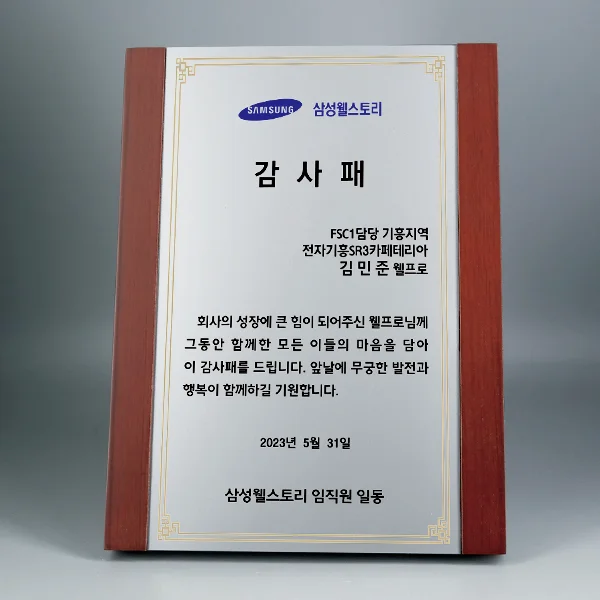 SAMSUNG 삼성웰스토리
감 사 패
FSC1담당 기흥지역
전자기흥SR3카페테리아
김 민 준 웰프로
회사의 성장에 큰 힘이 되어주신 웰프로님께
그동안 함께한 모든 이들의 마음을 담아
이 감사패를 드립니다. 앞날에 무궁한 발전과
행복이 함께하길 기원합니다.
2023년 5월 31일
삼성웰스토리 임직원 일동